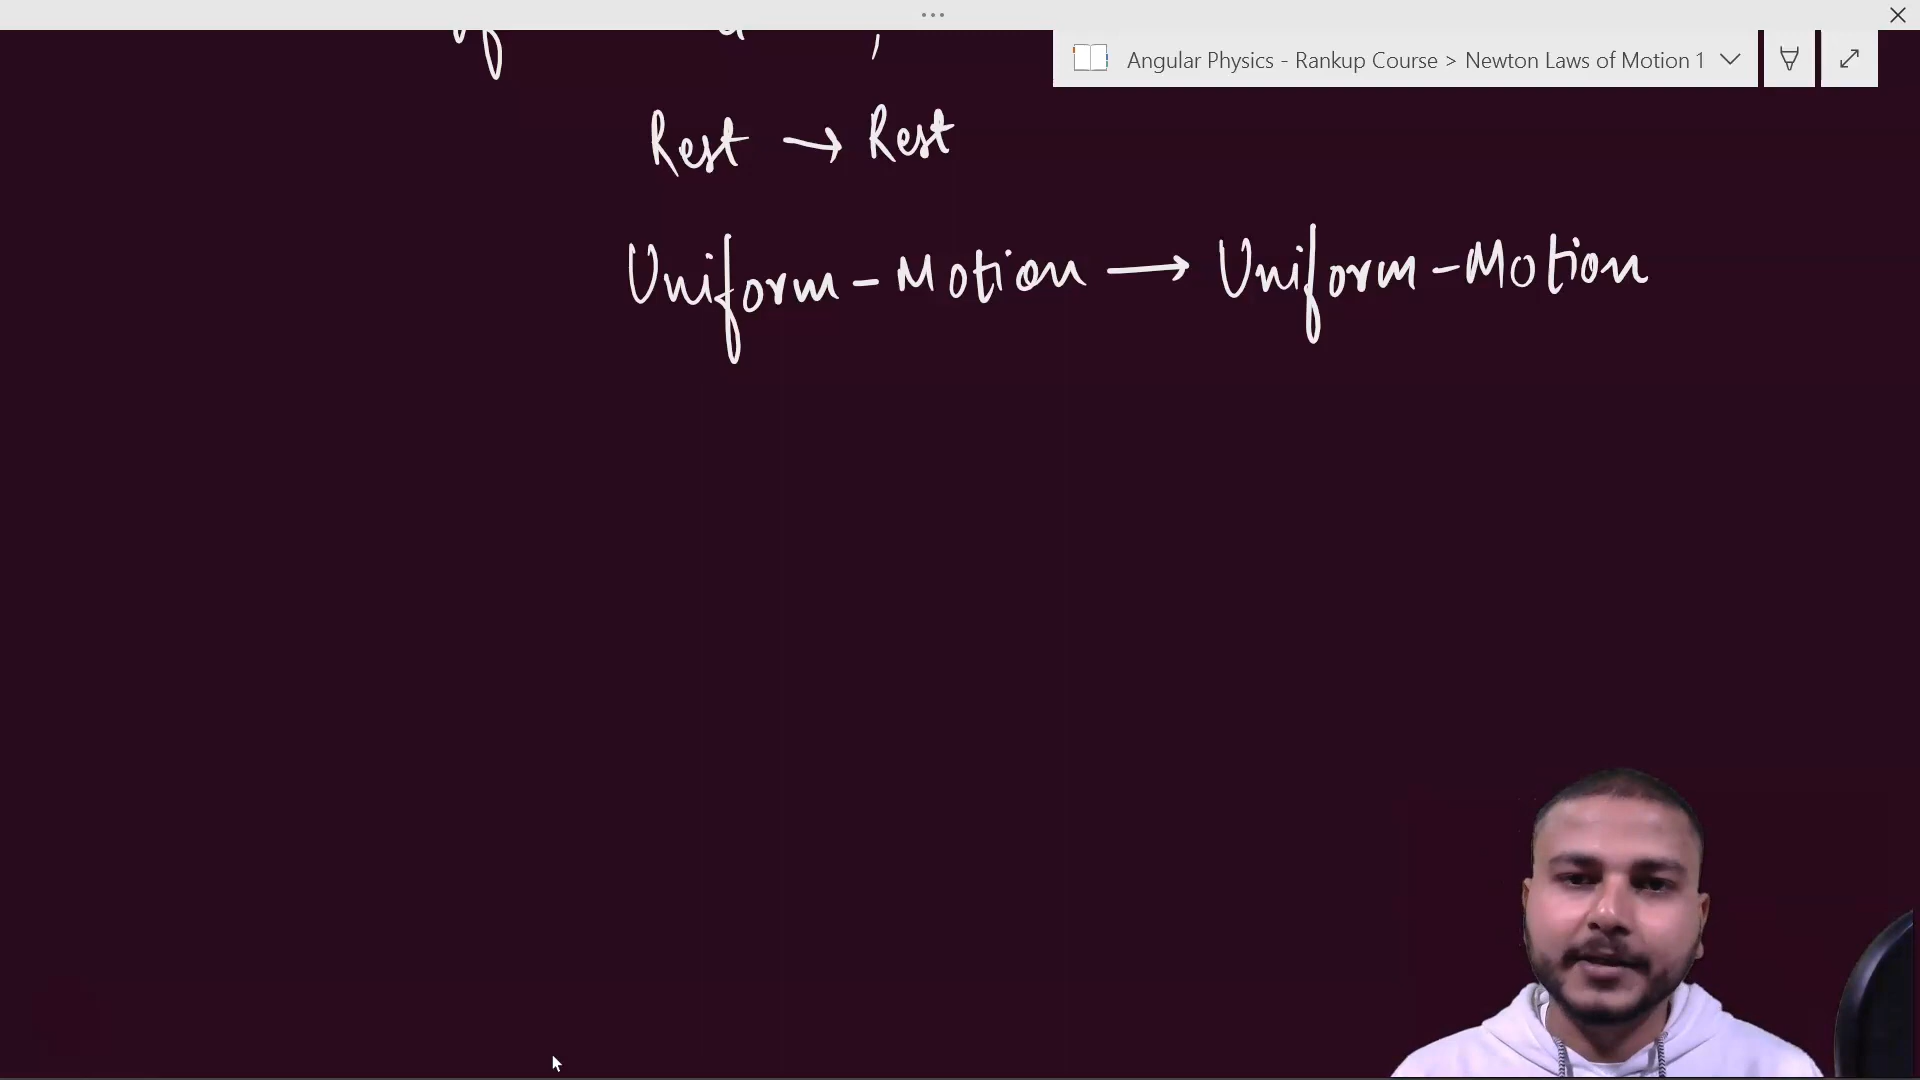 Angular Physics - Rankup Course > Newton Laws of Motion 1
Rest → Rest
Uniform - Motion → Uniform - Motion